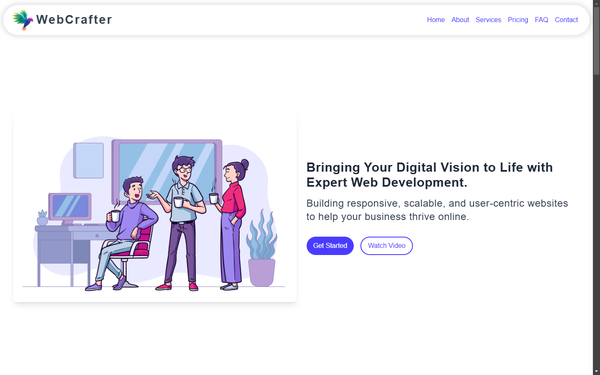 WebCrafter
Home About Services Pricing FAQ Contact
Bringing Your Digital Vision to Life with
Expert Web Development.
Building responsive, scalable, and user-centric websites
to help your business thrive online.
Get Started Watch Video